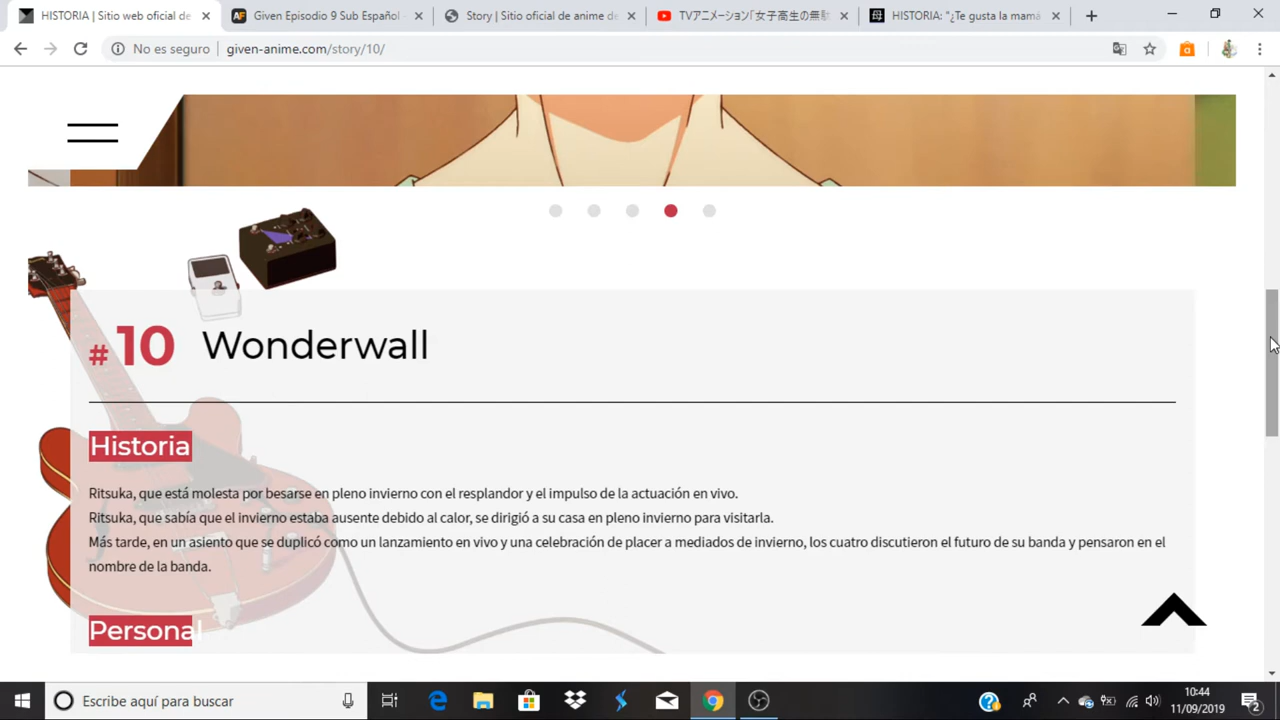 HISTORIA | Sitio web oficial de
Given Episodio 9 Sub Español
Story | Sitio oficial de anime de
TVアニメーション「女子高生の無駄
HISTORIA: "¿Te gusta la mamá
No es seguro
given-anime.com/story/10/
#10 Wonderwall
Historia
Ritsuka, que está molesta por besarse en pleno invierno con el resplandor y el impulso de la actuación en vivo.
Ritsuka, que sabía que el invierno estaba ausente debido al calor, se dirigió a su casa en pleno invierno para visitarla.
Más tarde, en un asiento que se duplicó como un lanzamiento en vivo y una celebración de placer a mediados de invierno, los cuatro discutieron el futuro de su banda y pensaron en el
nombre de la banda.
Personal
Escribe aquí para buscar
10:44
11/09/2019
2